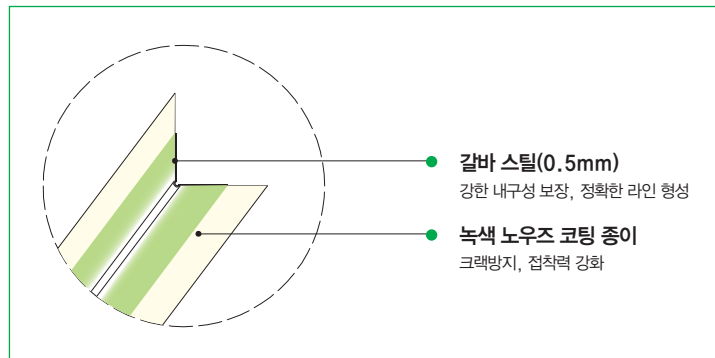 갈바 스틸(0.5mm)
강한 내구성 보장, 정확한 라인 형성
녹색 노우즈 코팅 종이
크랙방지, 접착력 강화